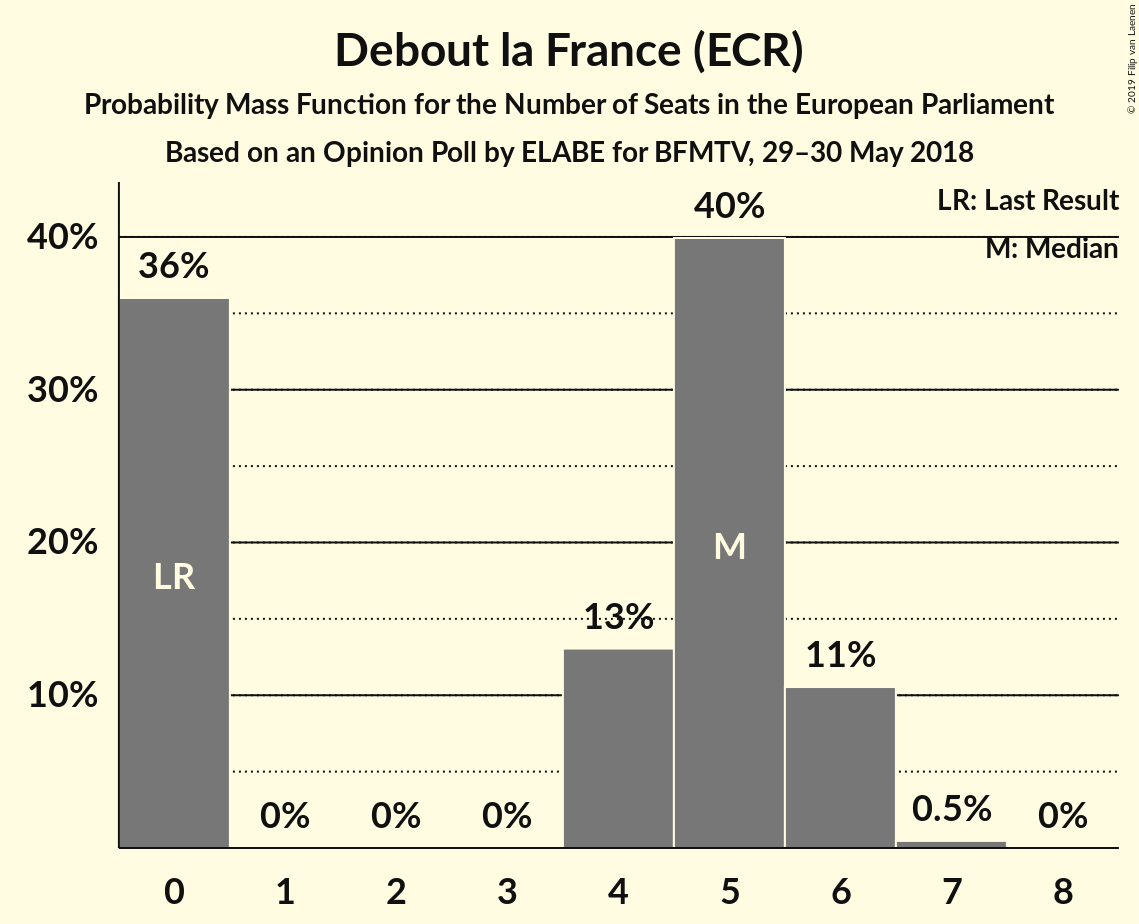 Debout la France (ECR)
Probability Mass Function for the Number of Seats in the European Parliament
Based on an Opinion Poll by ELABE for BFMTV, 29–30 May 2018
© 2019 Filip van Laenen
LR: Last Result
M: Median
40%
30%
20%
10%
36%
0%
0%
0%
13%
40%
11%
0.5%
0%
LR
M
0 1 2 3 4 5 6 7 8